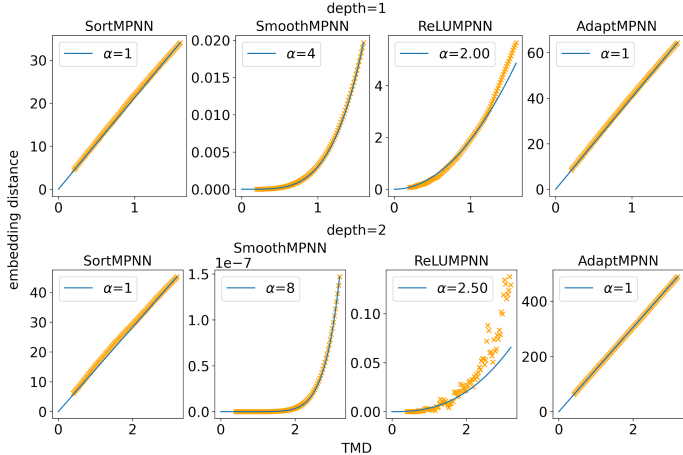 depth=1
SortMPNN SmoothMPNN ReLUMPNN AdaptMPNN
α=1 α=4 α=2.00 α=1
30
20
10
0
0.020
0.015
0.010
0.005
0.000
4
2
0
60
40
20
0
0 1 0 1 0 1 0 1
embedding distance
depth=2
SortMPNN SmoothMPNN ReLUMPNN AdaptMPNN
1e−7
α=1 α=8 α=2.50 α=1
40
30
20
10
0
1.5
1.0
0.5
0.0
0.10
0.05
0.00
400
200
0
0 2 0 2 0 2 0 2
TMD